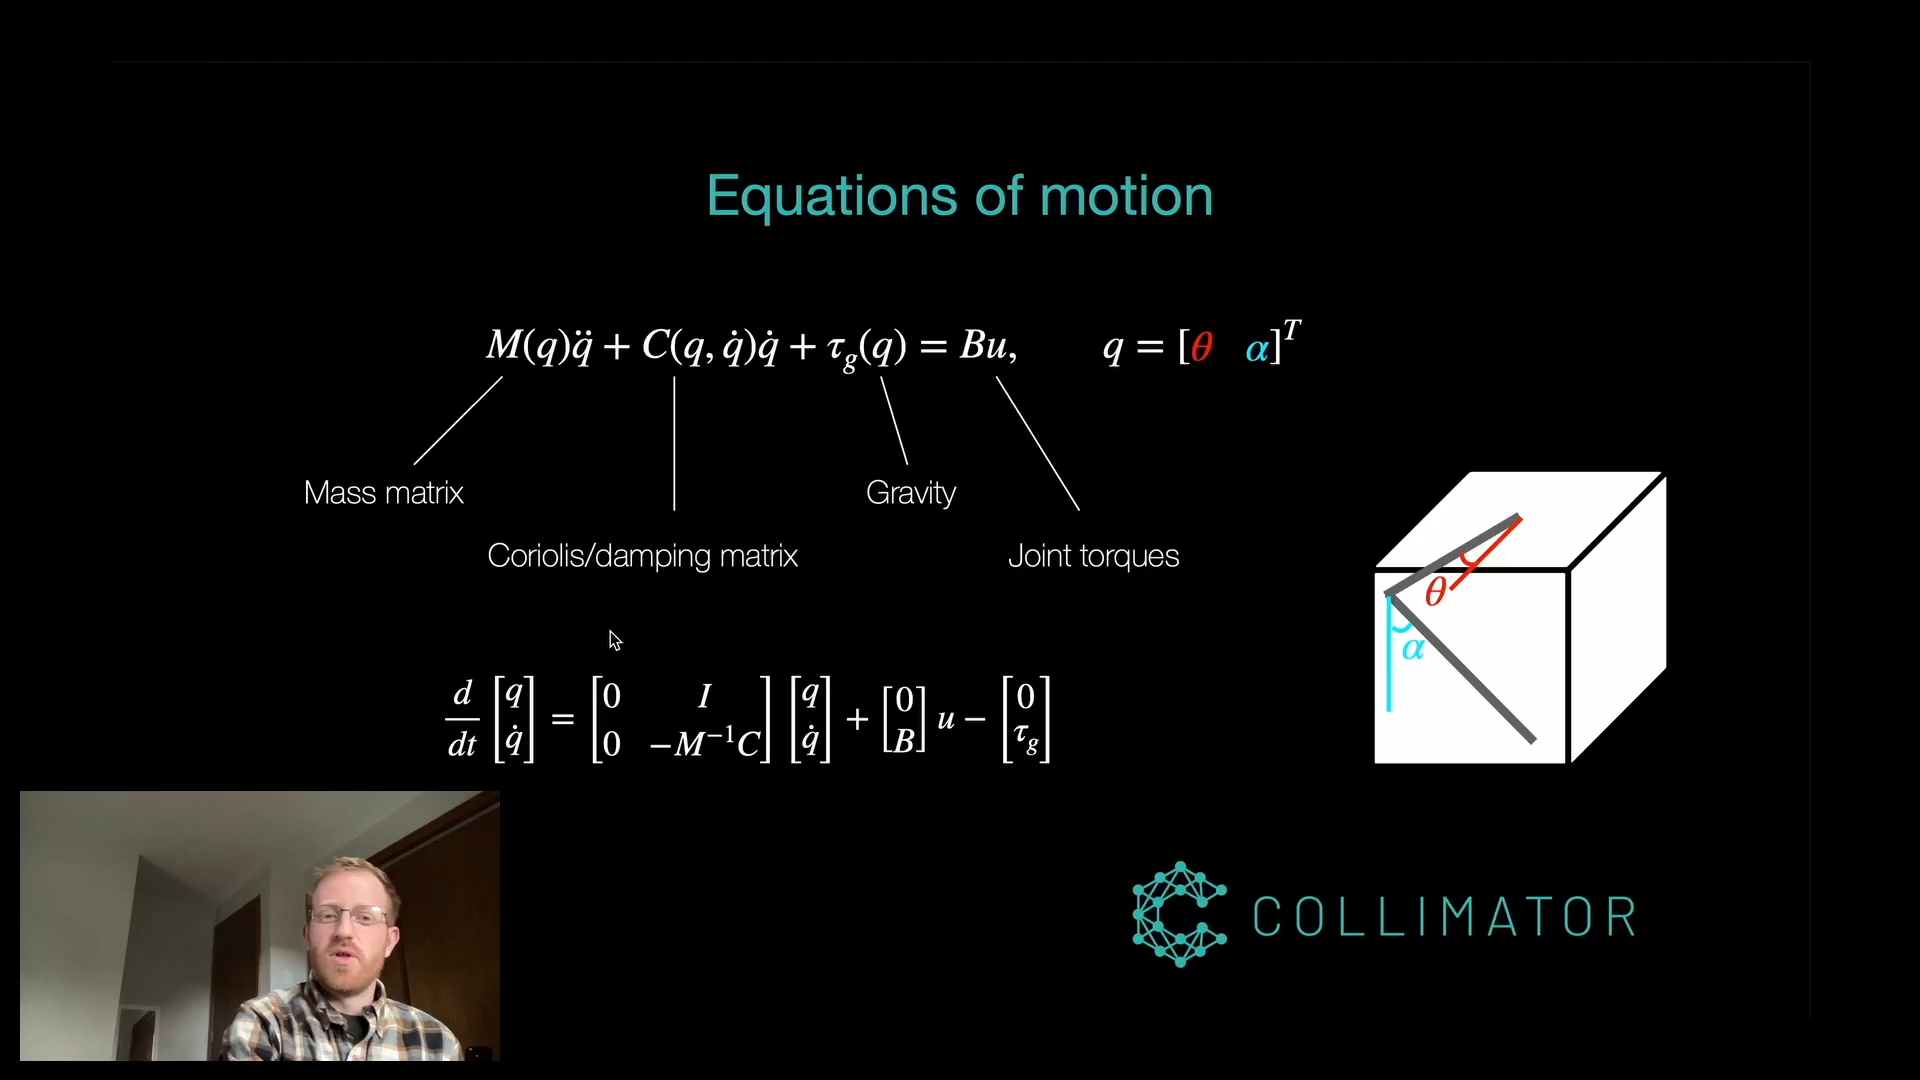 Equations of motion
M(q)q̈ + C(q, q̇)q̇ + τ_g(q) = Bu,    q = [θ  α]^T
Mass matrix
Gravity
Coriolis/damping matrix
Joint torques
θ
α
d/dt [q; q̇] = [0 I; 0 −M^{−1}C] [q; q̇] + [0; B] u − [0; τ_g]
COLLIMATOR